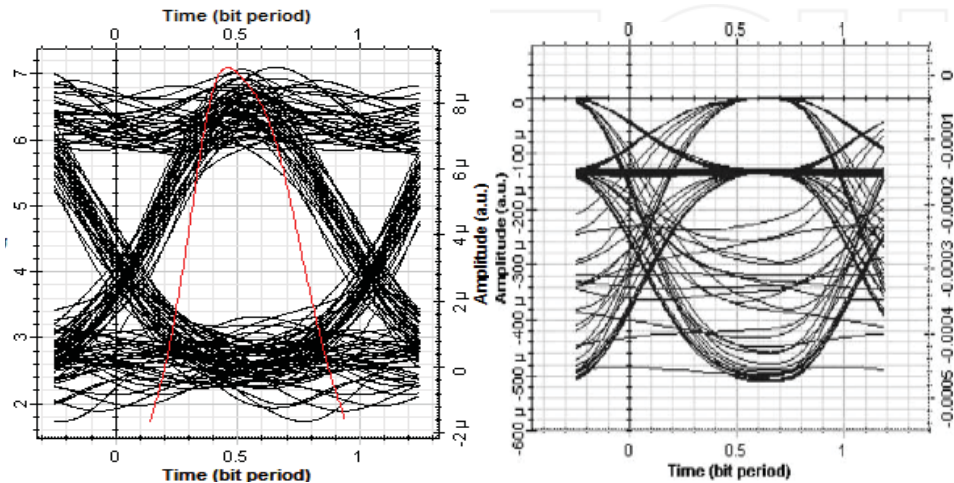 Time (bit period)
0 0.5 1
7
6
5
4
3
2
8 µ
6 µ
4 µ
2 µ
0
-2 µ
Amplitude (a.u.)
0 0.5 1
Time (bit period)
0 0.5 1
0
-100 µ
-200 µ
-300 µ
-400 µ
-500 µ
-600 µ
Amplitude (a.u.)
0
-0.0001
-0.0002
-0.0003
-0.0004
-0.0005
0 0.5 1
Time (bit period)